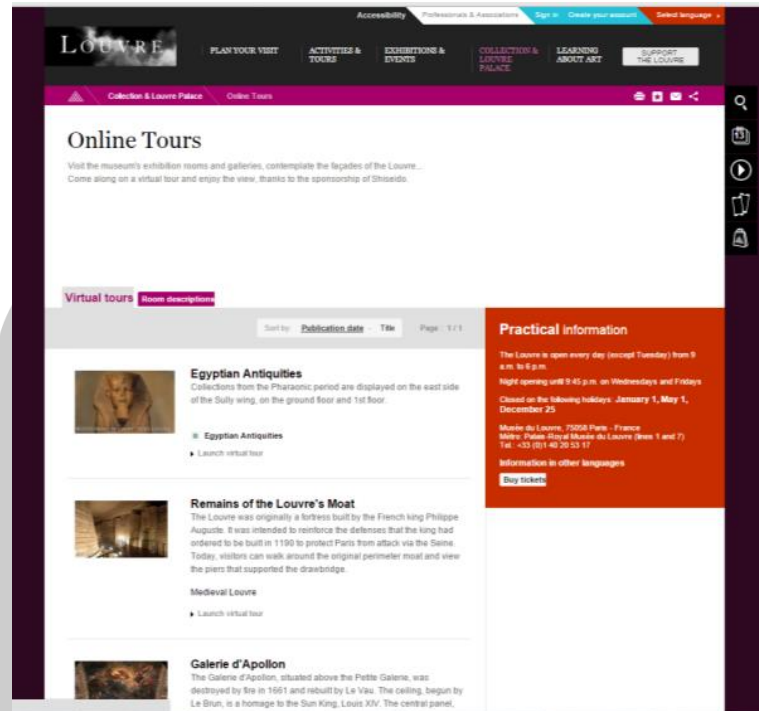 Accessibility Professionals & Associations Sign in Create your account Select language
LOUVRE
PLAN YOUR VISIT
ACTIVITIES &
TOURS
EXHIBITIONS &
EVENTS
COLLECTION &
LOUVRE
PALACE
LEARNING
ABOUT ART
SUPPORT
THE LOUVRE
Collection & Louvre Palace Online Tours
13
Online Tours
Visit the museum's exhibition rooms and galleries, contemplate the façades of the Louvre...
Come along on a virtual tour and enjoy the view, thanks to the sponsorship of Shiseido.
Virtual tours Room descriptions
Sort by: Publication date - Title Page : 1 / 1
Egyptian Antiquities
Collections from the Pharaonic period are displayed on the east side
of the Sully wing, on the ground floor and 1st floor.
Egyptian Antiquities
Launch virtual tour
Remains of the Louvre's Moat
The Louvre was originally a fortress built by the French king Philippe
Auguste. It was intended to reinforce the defenses that the king had
ordered to be built in 1190 to protect Paris from attack via the Seine.
Today, visitors can walk around the original perimeter moat and view
the piers that supported the drawbridge.
Medieval Louvre
Launch virtual tour
Galerie d'Apollon
The Galerie d'Apollon, situated above the Petite Galerie, was
destroyed by fire in 1661 and rebuilt by Le Vau. The ceiling, begun by
Le Brun, is a homage to the Sun King, Louis XIV. The central panel,
Practical information
The Louvre is open every day (except Tuesday) from 9
a.m. to 6 p.m.
Night opening until 9:45 p.m. on Wednesdays and Fridays
Closed on the following holidays: January 1, May 1,
December 25
Musée du Louvre, 75058 Paris - France
Métro: Palais-Royal Musée du Louvre (lines 1 and 7)
Tel.: +33 (0)1 40 20 53 17
Information in other languages
Buy tickets